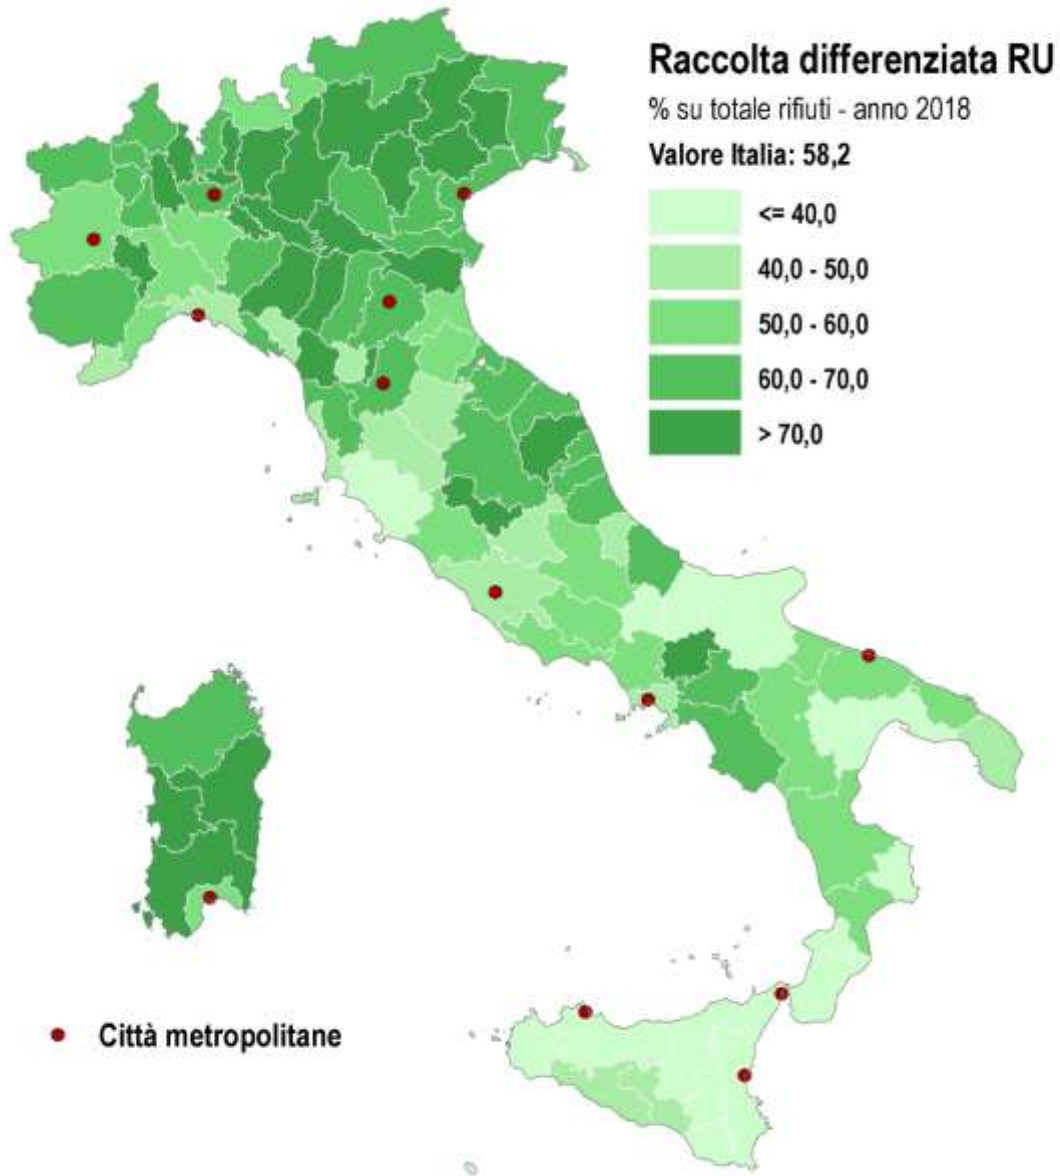 Raccolta differenziata RU
% su totale rifiuti - anno 2018
Valore Italia: 58,2
<= 40,0
40,0 - 50,0
50,0 - 60,0
60,0 - 70,0
> 70,0
Città metropolitane